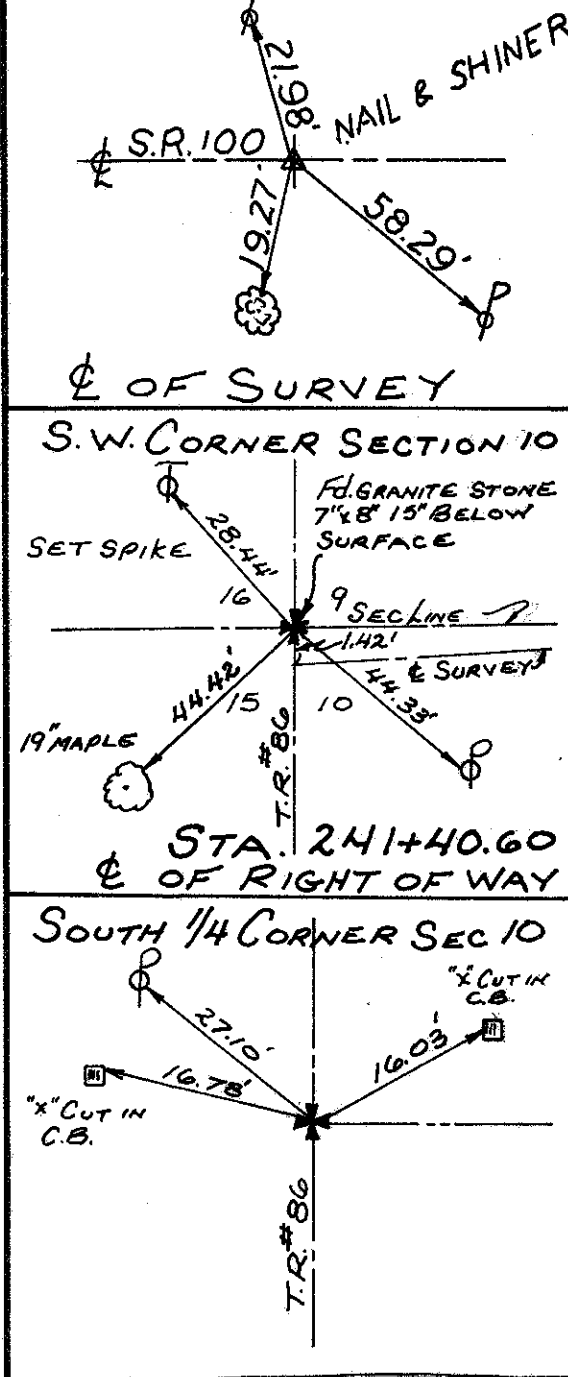 21.98'
NAIL & SHINER
℄ S.R. 100
19.27'
58.29'
℄ OF SURVEY
S.W. CORNER SECTION 10
Fd. GRANITE STONE
7"x8" 15" BELOW
SURFACE
28.44'
SET SPIKE
16
9
SEC LINE
1.42'
℄ SURVEY
44.42'
15
10
44.33'
19" MAPLE
T.R. #86
STA. 241+40.60
℄ OF RIGHT OF WAY
SOUTH 1/4 CORNER SEC 10
"X" CUT IN
C.B.
27.10'
16.03'
16.78'
"X" CUT IN
C.B.
T.R. #86